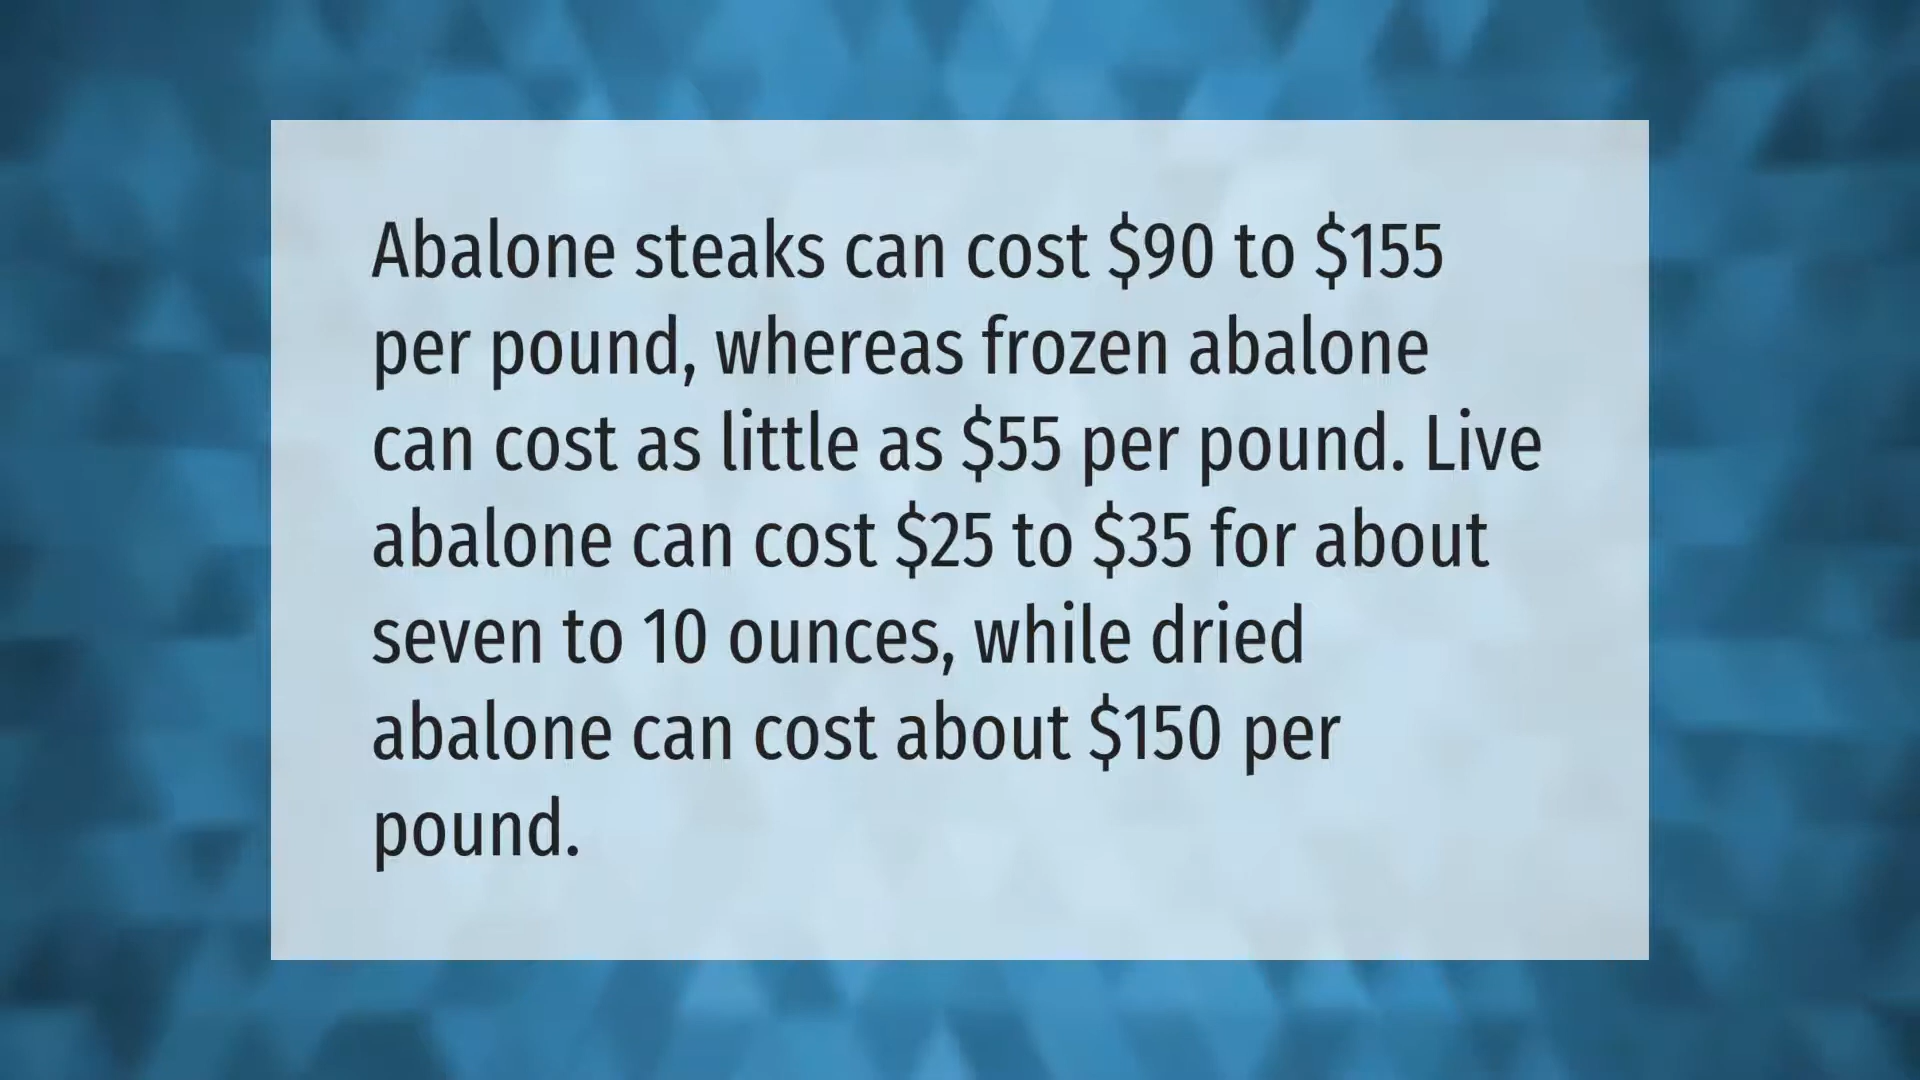 Abalone steaks can cost $90 to $155
per pound, whereas frozen abalone
can cost as little as $55 per pound. Live
abalone can cost $25 to $35 for about
seven to 10 ounces, while dried
abalone can cost about $150 per
pound.